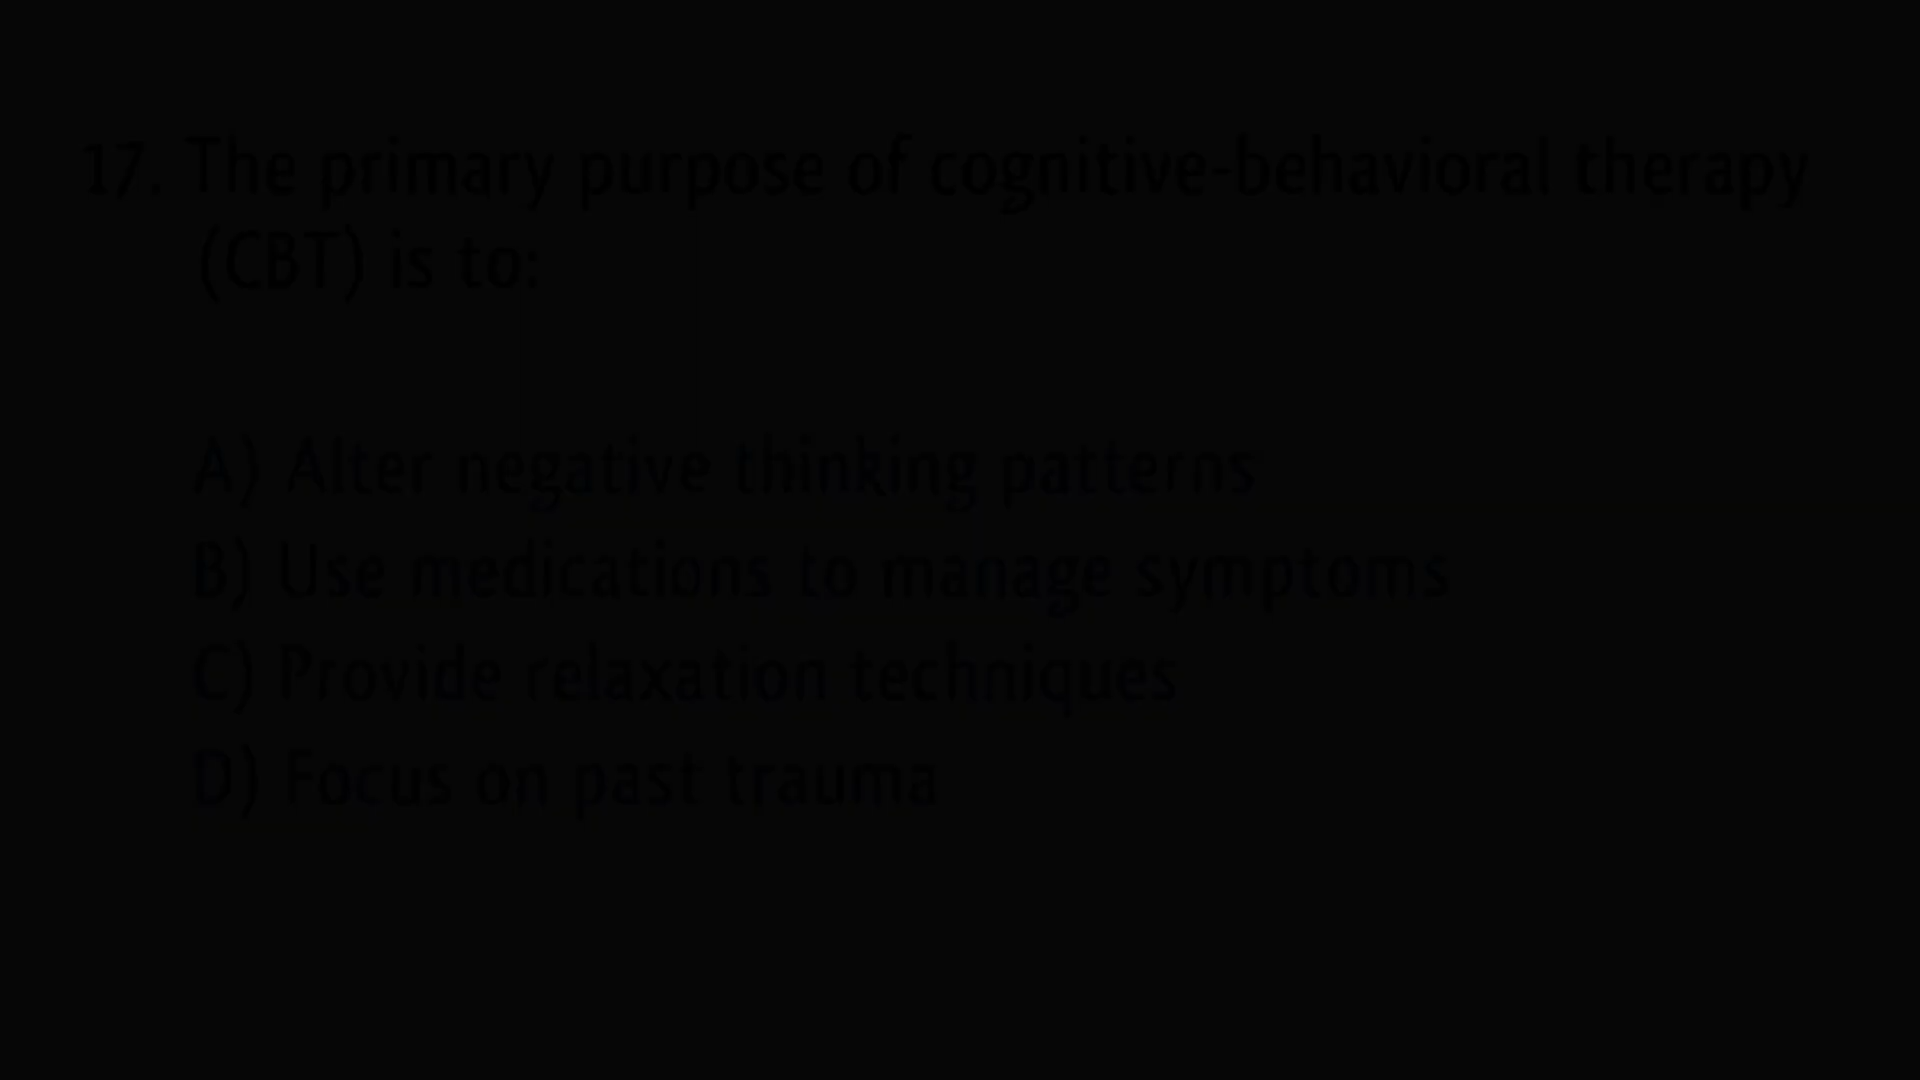 17. The primary purpose of cognitive-behavioral therapy
(CBT) is to:
A) Alter negative thinking patterns
B) Use medications to manage symptoms
C) Provide relaxation techniques
D) Focus on past trauma